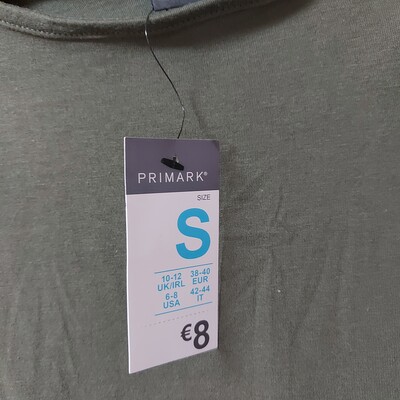 PRIMARK®
SIZE
S
10-12 38-40
UK/IRL EUR
6-8 42-44
USA IT
€8